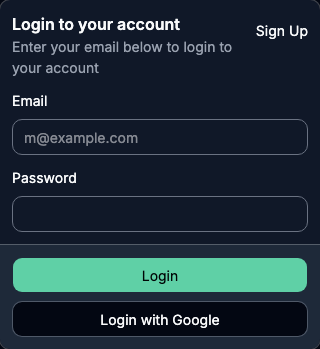 Login to your account
Sign Up
Enter your email below to login to
your account
Email
m@example.com
Password
Login
Login with Google